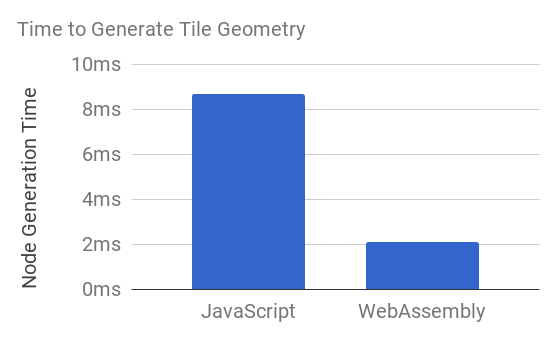 Time to Generate Tile Geometry
Node Generation Time
10ms
8ms
6ms
4ms
2ms
0ms
JavaScript
WebAssembly